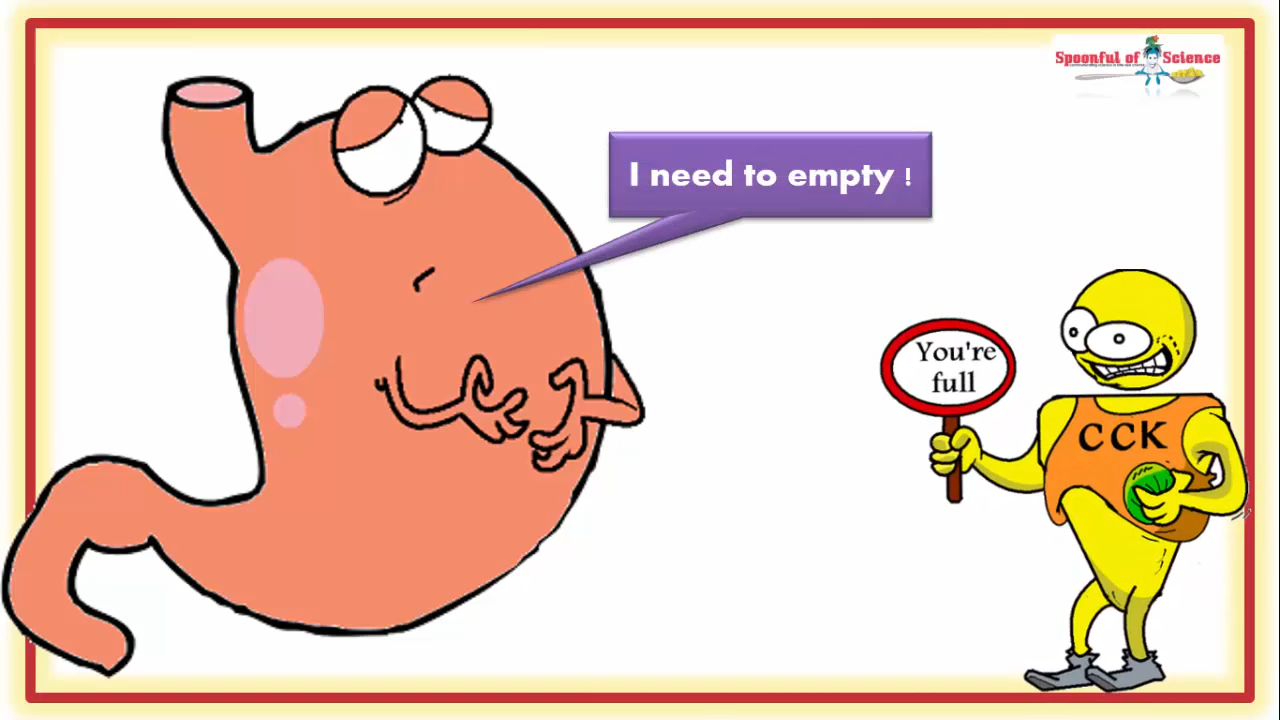 Spoonful of Science
I need to empty !
You're
full
CCK